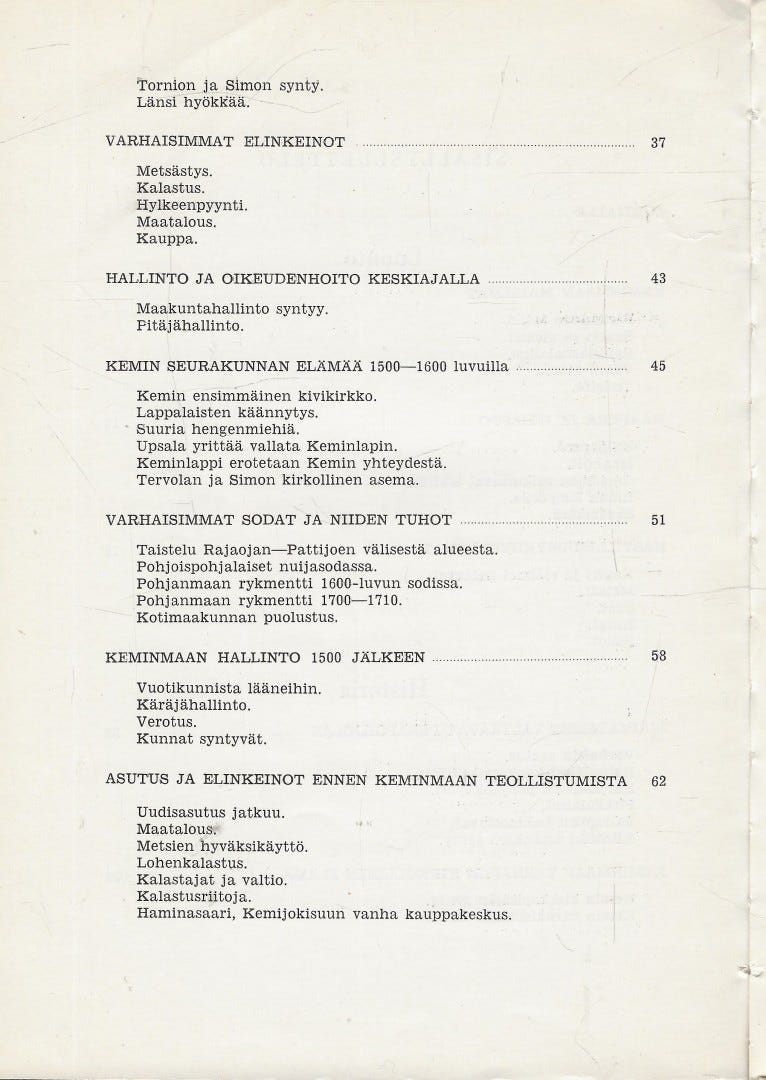 Tornion ja Simon synty.
Länsi hyökkää.
VARHAISIMMAT ELINKEINOT 37
Metsästys.
Kalastus.
Hylkeenpyynti.
Maatalous.
Kauppa.
HALLINTO JA OIKEUDENHOITO KESKIAJALLA 43
Maakuntahallinto syntyy.
Pitäjähallinto.
KEMIN SEURAKUNNAN ELÄMÄÄ 1500—1600 luvuilla 45
Kemin ensimmäinen kivikirkko.
Lappalaisten käännytys.
Suuria hengenmiehiä.
Upsala yrittää vallata Keminlapin.
Keminlappi erotetaan Kemin yhteydestä.
Tervolan ja Simon kirkollinen asema.
VARHAISIMMAT SODAT JA NIIDEN TUHOT 51
Taistelu Rajaojan—Pattijoen välisestä alueesta.
Pohjoispohjalaiset nuijasodassa.
Pohjanmaan rykmentti 1600-luvun sodissa.
Pohjanmaan rykmentti 1700—1710.
Kotimaakunnan puolustus.
KEMINMAAN HALLINTO 1500 JÄLKEEN 58
Vuotikunnista lääneihin.
Käräjähallinto.
Verotus.
Kunnat syntyvät.
ASUTUS JA ELINKEINOT ENNEN KEMINMAAN TEOLLISTUMISTA 62
Uudisasutus jatkuu.
Maatalous.
Metsien hyväksikäyttö.
Lohenkalastus.
Kalastajat ja valtio.
Kalastusriitoja.
Haminasaari, Kemijokisuun vanha kauppakeskus.